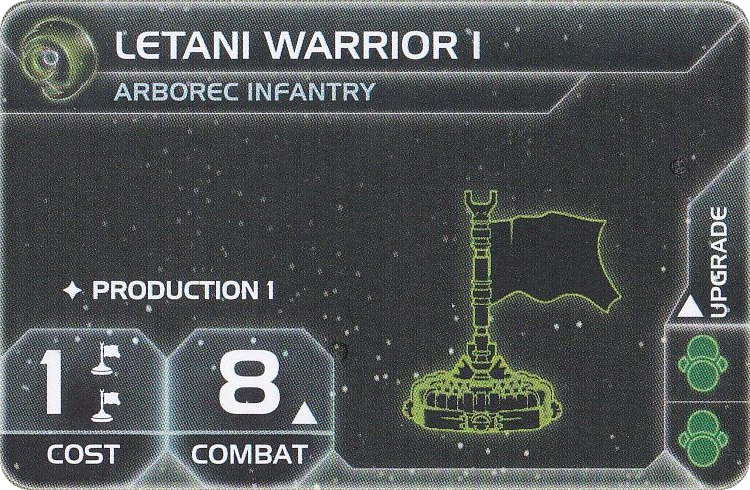 LETANI WARRIOR I
ARBOREC INFANTRY
UPGRADE
PRODUCTION 1
1
COST
8
COMBAT